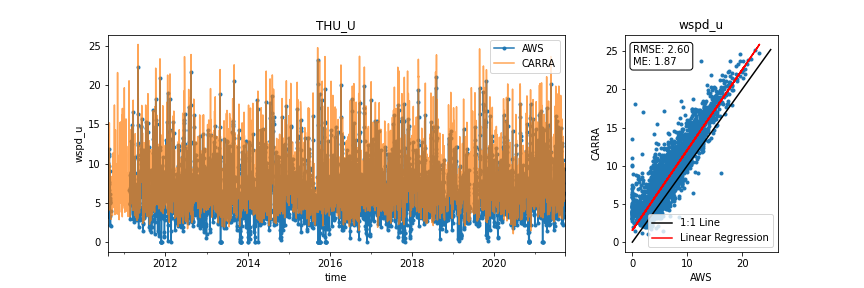 THU_U
wspd_u
25
20
15
10
5
0
2012
2014
2016
2018
2020
time
AWS
CARRA
wspd_u
CARRA
25
20
15
10
5
0
0
10
20
AWS
RMSE: 2.60
ME: 1.87
1:1 Line
Linear Regression